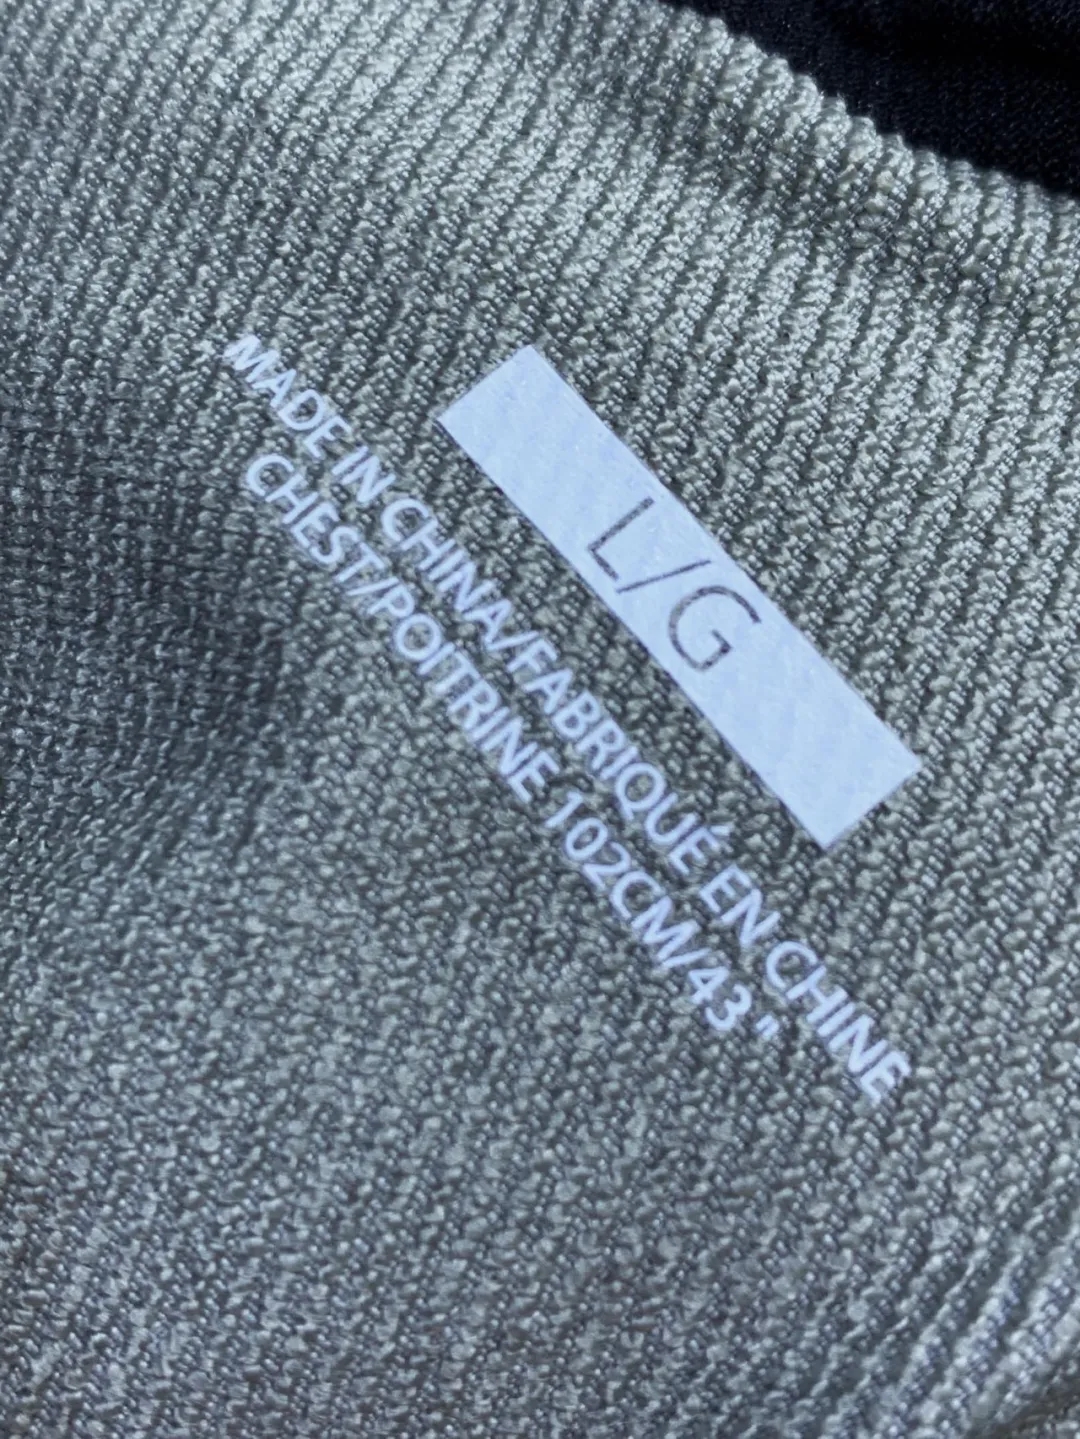 L/G
MADE IN CHINA/FABRIQUÉ EN CHINE
CHEST/POITRINE 102CM/43"